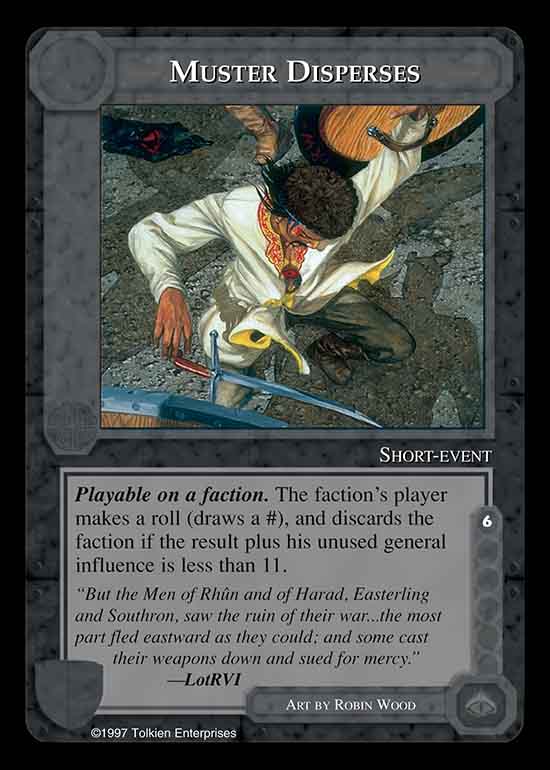 MUSTER DISPERSES
SHORT-EVENT
Playable on a faction. The faction's player
makes a roll (draws a #), and discards the
faction if the result plus his unused general
influence is less than 11.
6
"But the Men of Rhûn and of Harad, Easterling
and Southron, saw the ruin of their war...the most
part fled eastward as they could; and some cast
their weapons down and sued for mercy."
—LotRVI
ART BY ROBIN WOOD
©1997 Tolkien Enterprises